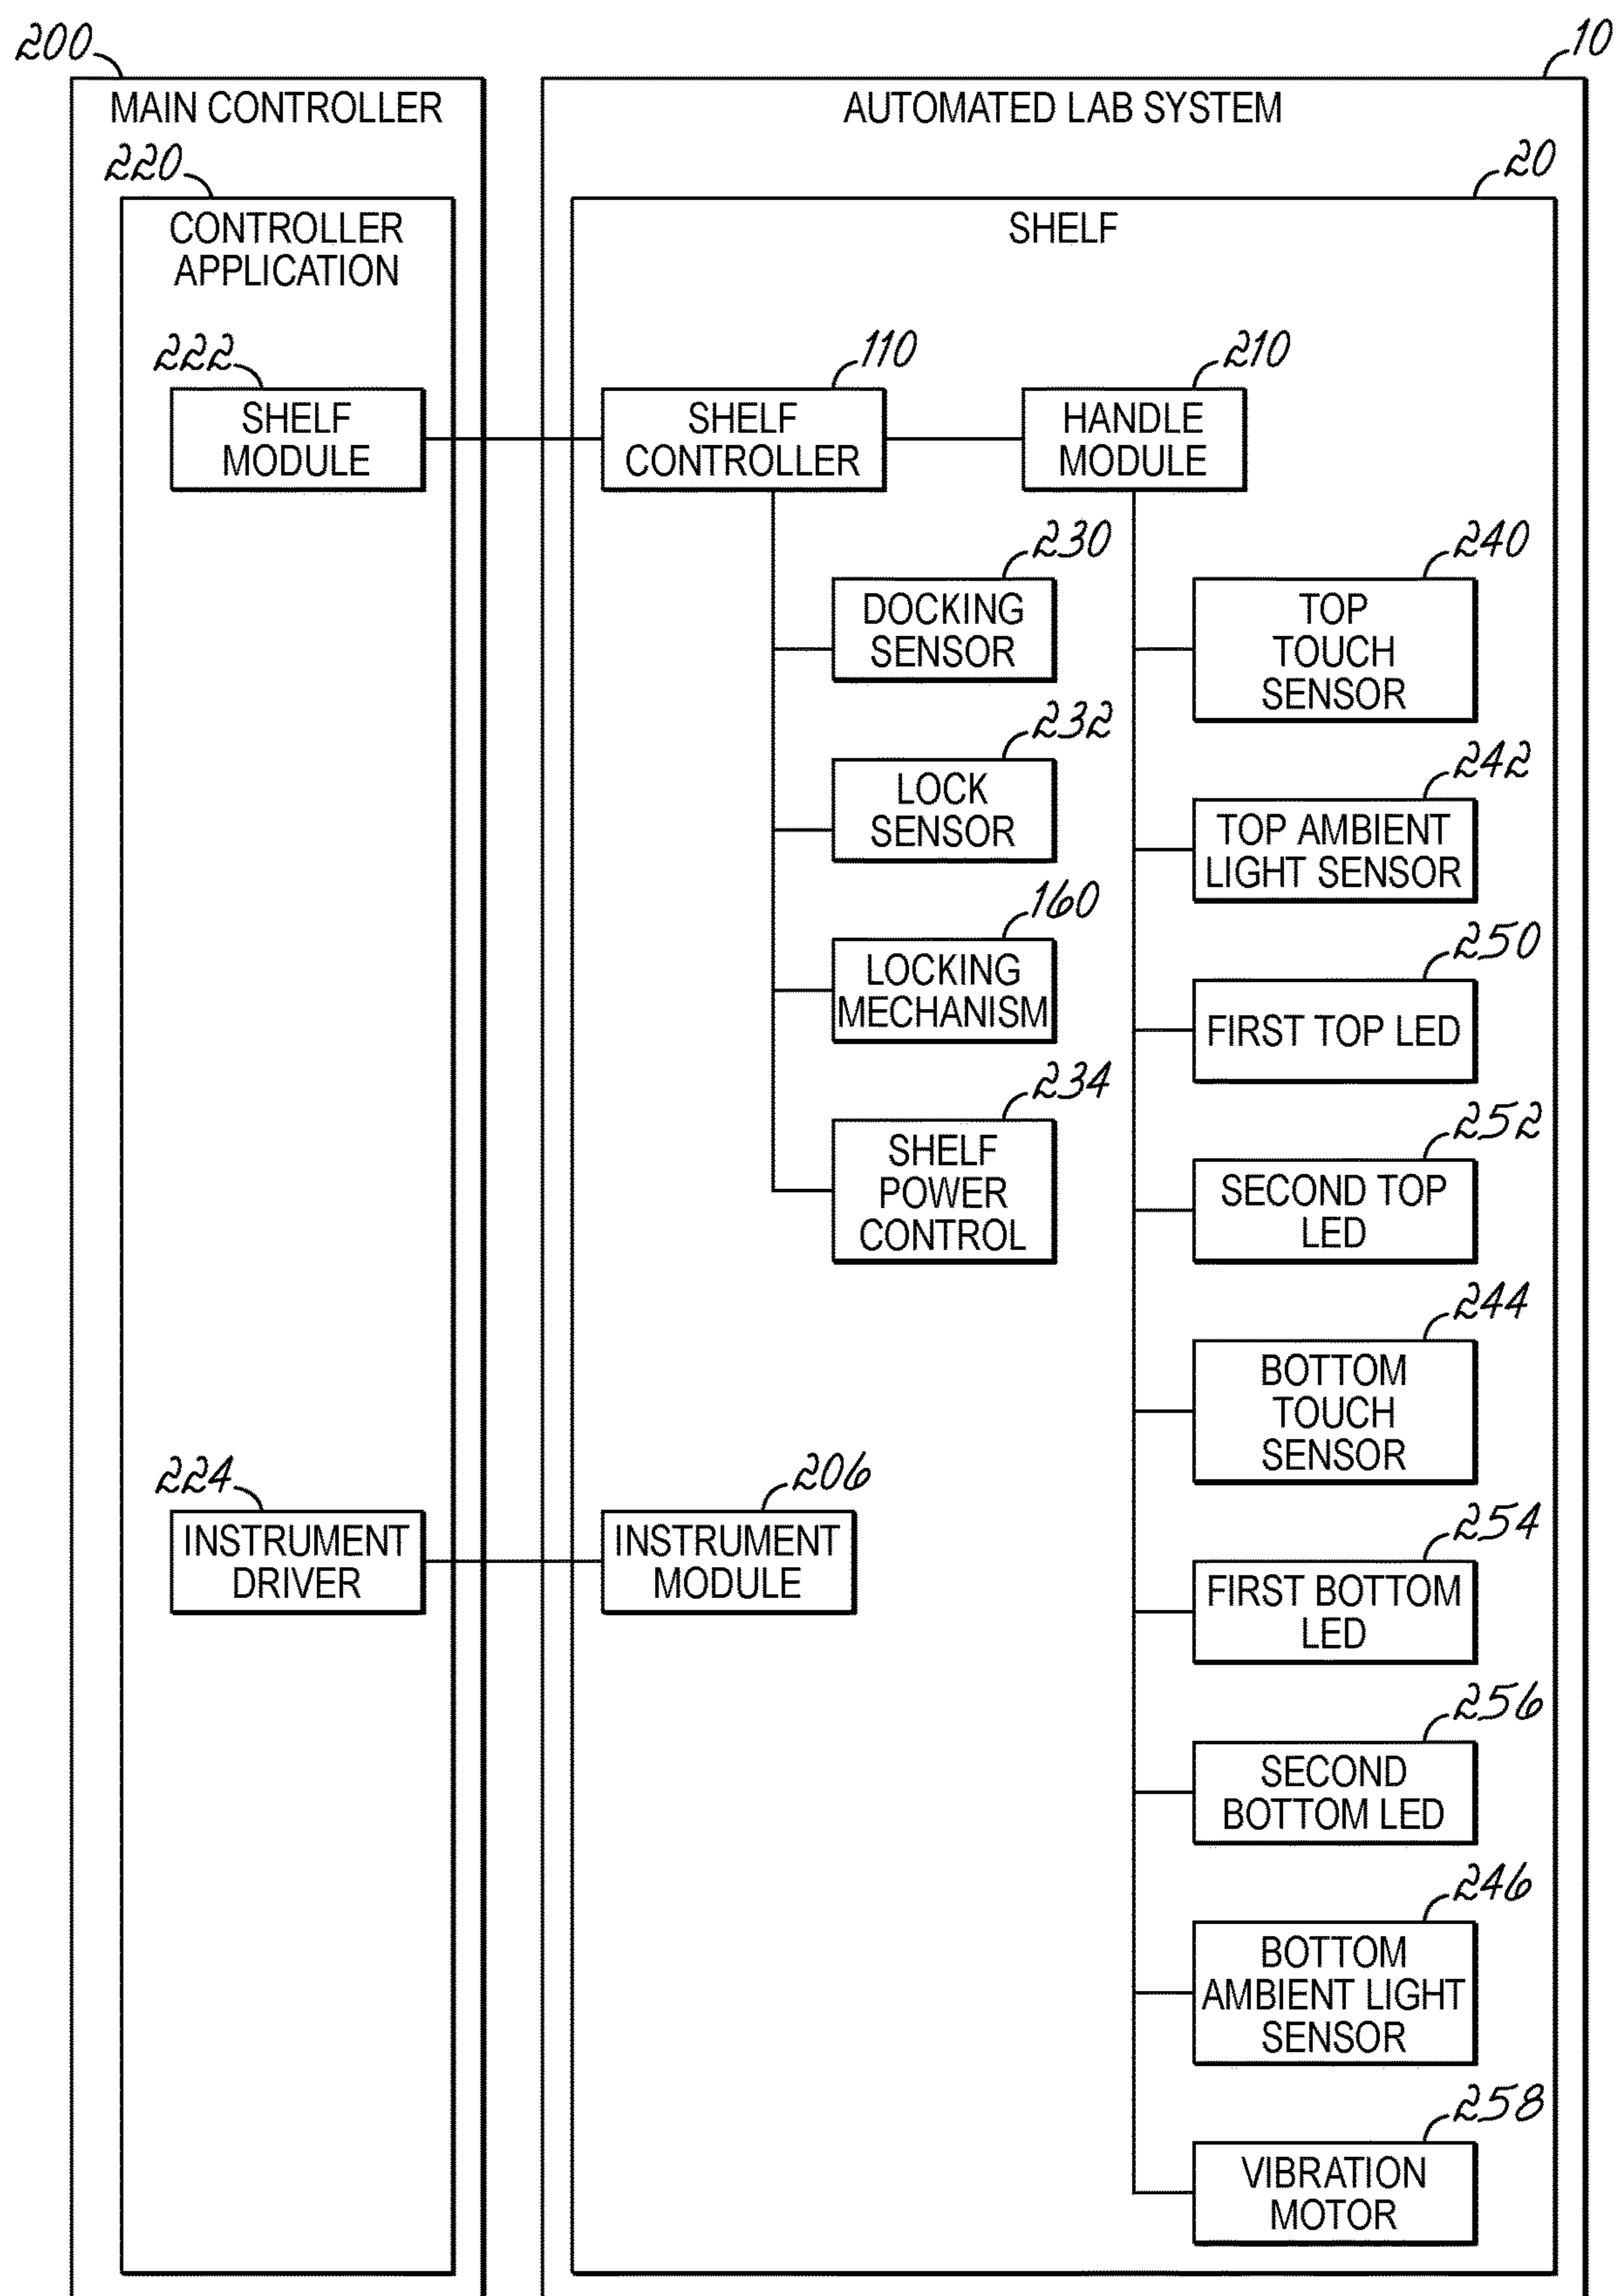 200
10
MAIN CONTROLLER
AUTOMATED LAB SYSTEM
220
20
CONTROLLER
APPLICATION
SHELF
222
110
210
SHELF
MODULE
SHELF
CONTROLLER
HANDLE
MODULE
230
DOCKING
SENSOR
232
LOCK
SENSOR
160
LOCKING
MECHANISM
234
SHELF
POWER
CONTROL
240
TOP
TOUCH
SENSOR
242
TOP AMBIENT
LIGHT SENSOR
250
FIRST TOP LED
252
SECOND TOP
LED
244
BOTTOM
TOUCH
SENSOR
224
INSTRUMENT
DRIVER
206
INSTRUMENT
MODULE
254
FIRST BOTTOM
LED
256
SECOND
BOTTOM LED
246
BOTTOM
AMBIENT LIGHT
SENSOR
258
VIBRATION
MOTOR